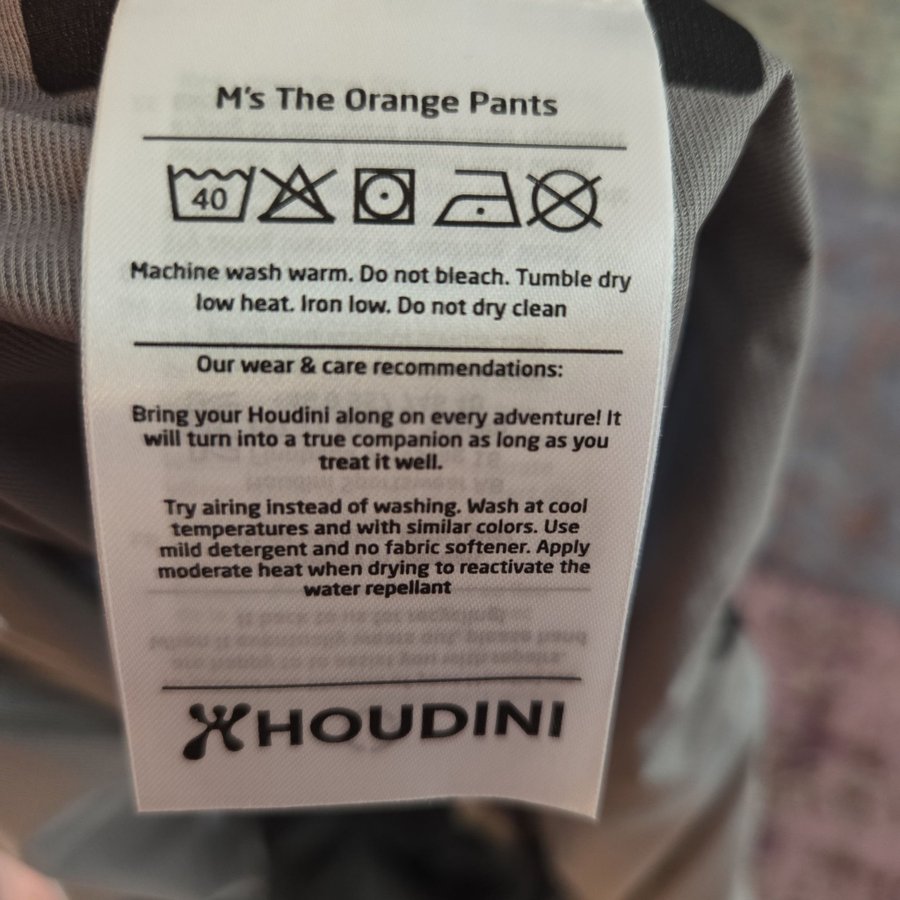 M's The Orange Pants
40
Machine wash warm. Do not bleach. Tumble dry
low heat. Iron low. Do not dry clean
Our wear & care recommendations:
Bring your Houdini along on every adventure! It
will turn into a true companion as long as you
treat it well.
Try airing instead of washing. Wash at cool
temperatures and with similar colors. Use
mild detergent and no fabric softener. Apply
moderate heat when drying to reactivate the
water repellant
HOUDINI